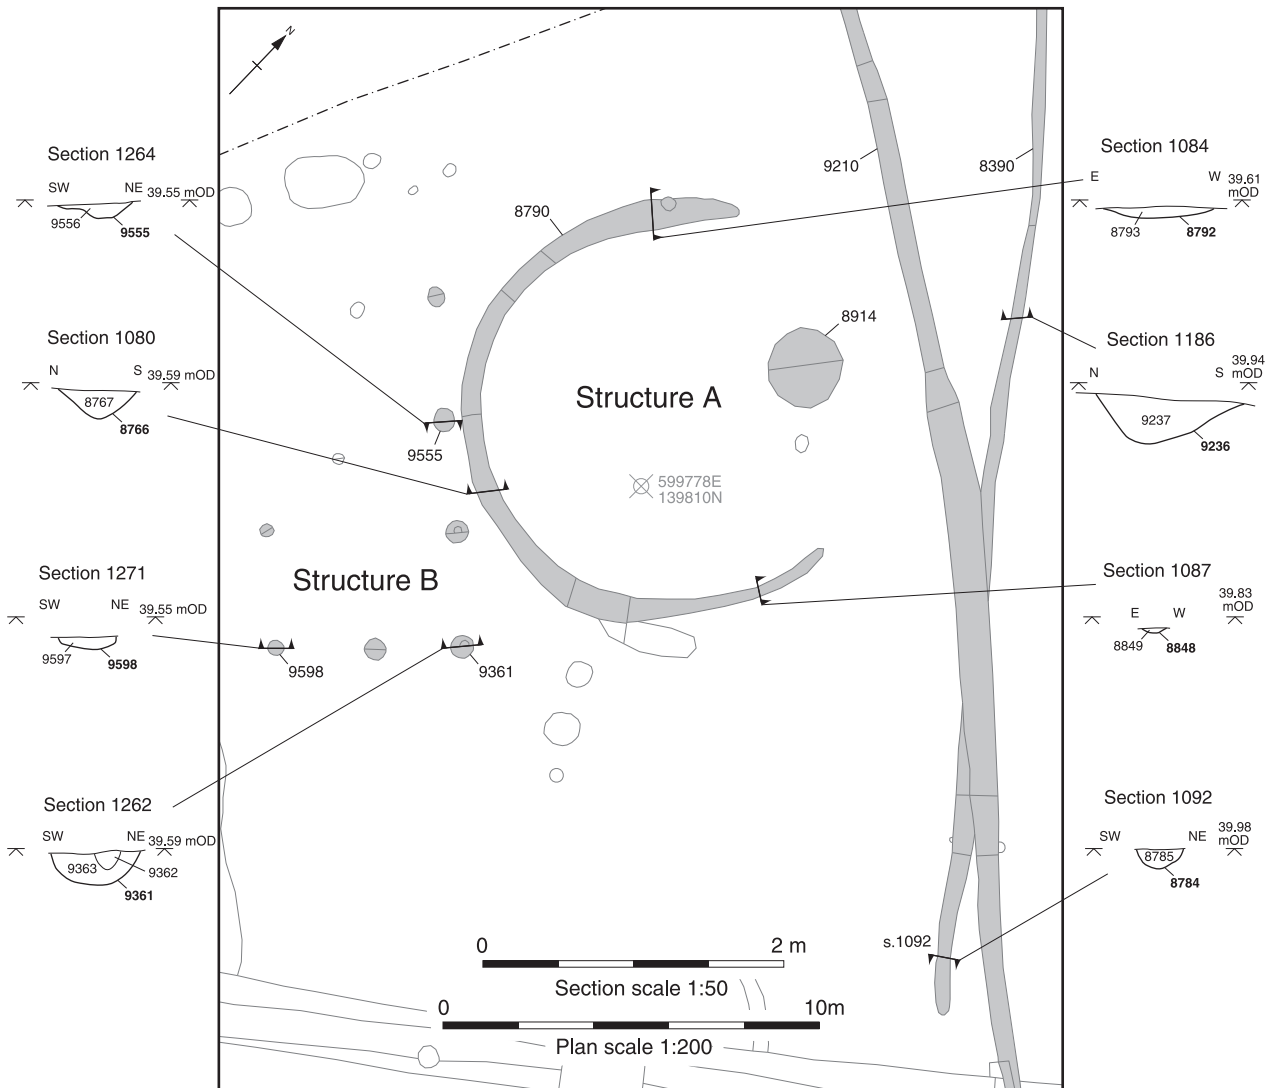 N
Section 1264
SW NE 39.55 mOD
9556
9555
Section 1080
N S 39.59 mOD
8767
8766
Section 1271
SW NE 39.55 mOD
9597
9598
Section 1262
SW NE 39.59 mOD
9363
9362
9361
8790
9210
8390
8914
Structure A
9555
599778E
139810N
Structure B
9598
9361
s.1092
0 2 m
Section scale 1:50
0 10m
Plan scale 1:200
Section 1084
E W 39.61
mOD
8793
8792
Section 1186
N S 39.94
mOD
9237
9236
Section 1087
E W 39.83
mOD
8849
8848
Section 1092
SW NE 39.98
mOD
8785
8784